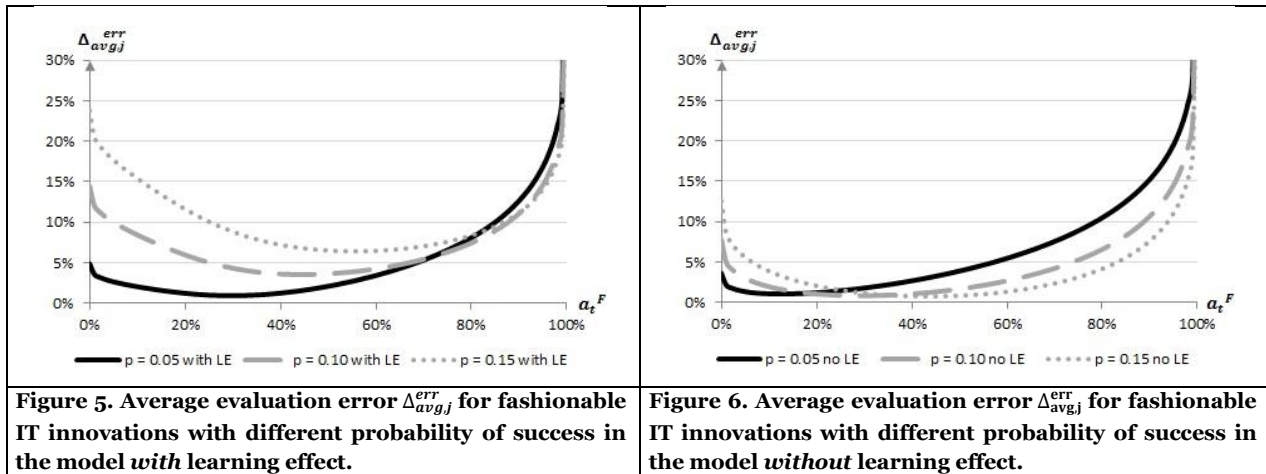 Δavg,j^err
30%
25%
20%
15%
10%
5%
0%
0% 20% 40% 60% 80% 100%
a_t^F
p = 0.05 with LE p = 0.10 with LE p = 0.15 with LE
Figure 5. Average evaluation error Δ^err_avg,j for fashionable
IT innovations with different probability of success in
the model with learning effect.
Δavg,j^err
30%
25%
20%
15%
10%
5%
0%
0% 20% 40% 60% 80% 100%
a_t^F
p = 0.05 no LE p = 0.10 no LE p = 0.15 no LE
Figure 6. Average evaluation error Δ^err_avg,j for fashionable
IT innovations with different probability of success in
the model without learning effect.